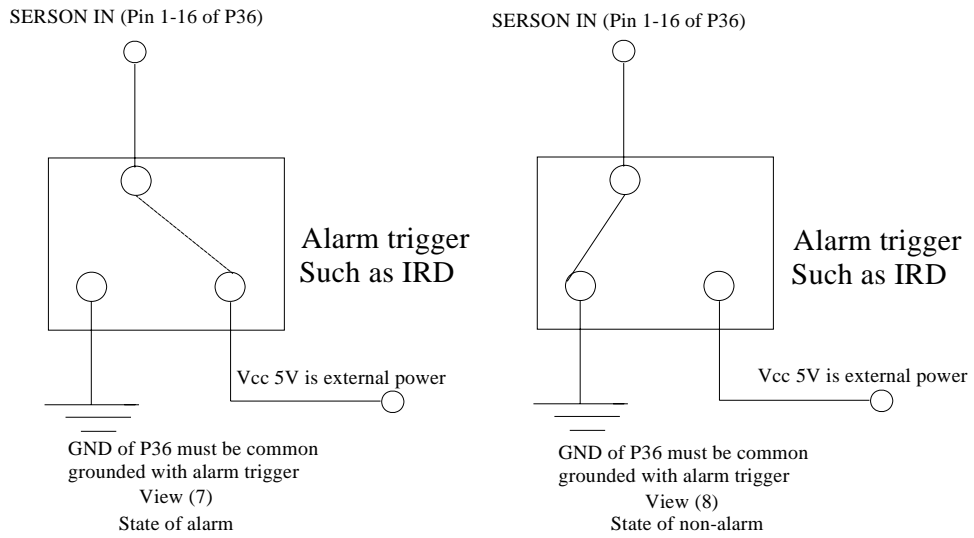 SERSON IN (Pin 1-16 of P36)
Alarm trigger
Such as IRD
Vcc 5V is external power
GND of P36 must be common
grounded with alarm trigger
View (7)
State of alarm
SERSON IN (Pin 1-16 of P36)
Alarm trigger
Such as IRD
Vcc 5V is external power
GND of P36 must be common
grounded with alarm trigger
View (8)
State of non-alarm